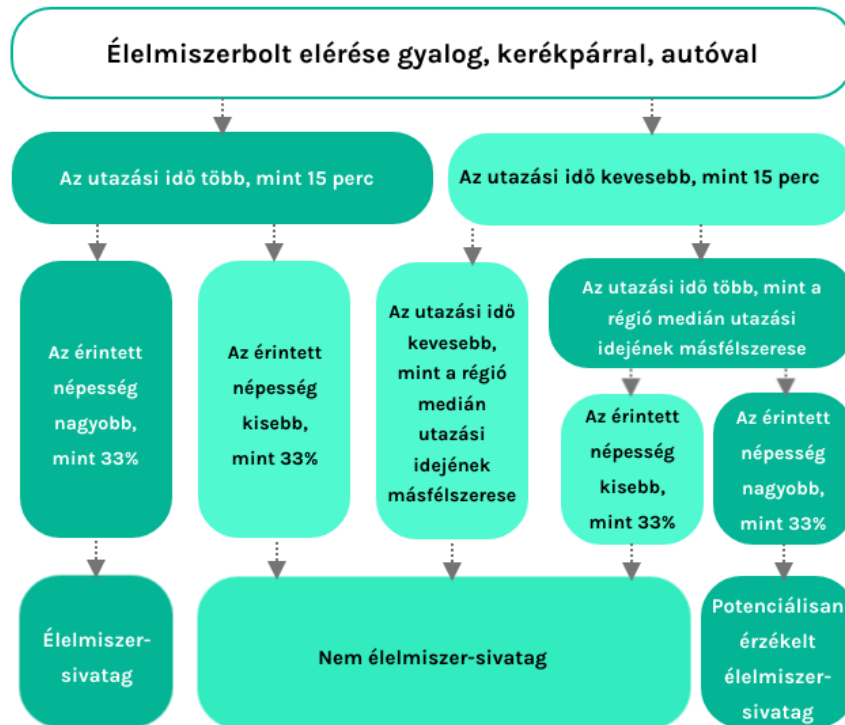 Élelmiszerbolt elérése gyalog, kerékpárral, autóval
Az utazási idő több, mint 15 perc
Az utazási idő kevesebb, mint 15 perc
Az érintett
népesség
nagyobb,
mint 33%
Az érintett
népesség
kisebb,
mint 33%
Az utazási idő
kevesebb,
mint a régió
medián
utazási
idejének
másfélszerese
Az utazási idő több, mint a
régió medián utazási
idejének másfélszerese
Az érintett
népesség
kisebb,
mint 33%
Az érintett
népesség
nagyobb,
mint 33%
Élelmiszer-
sivatag
Nem élelmiszer-sivatag
Potenciálisan
érzékelt
élelmiszer-
sivatag